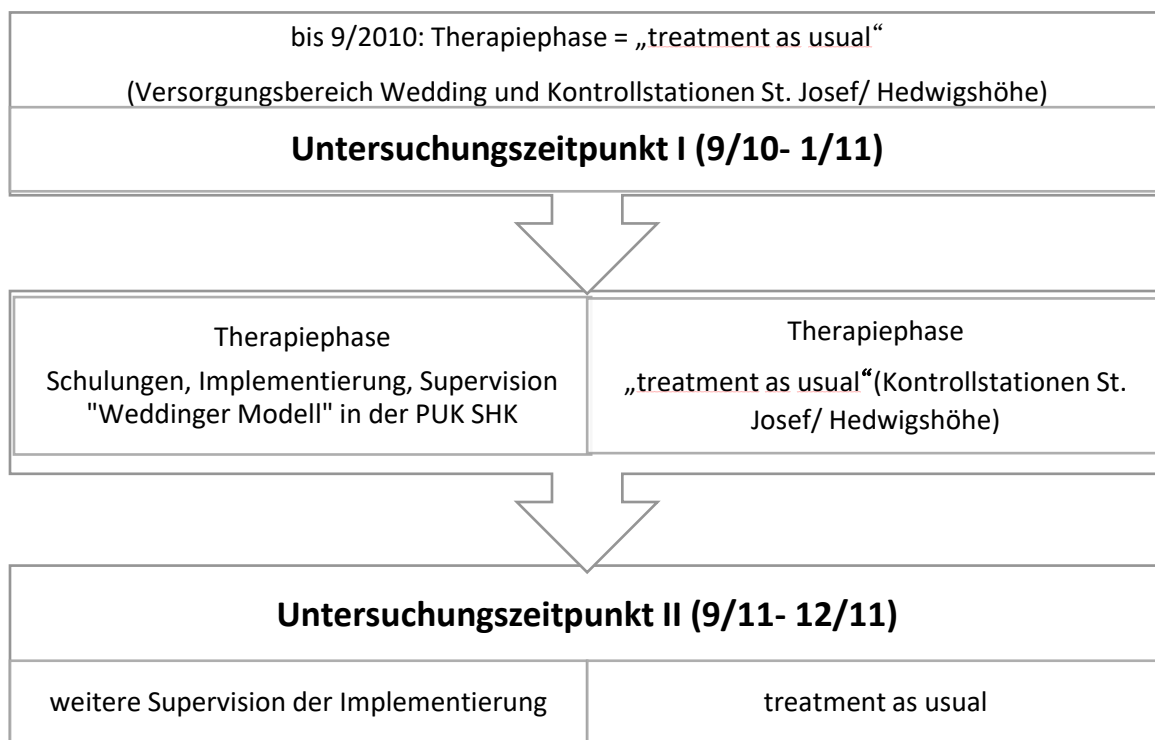 bis 9/2010: Therapiephase = „treatment as usual“
(Versorgungsbereich Wedding und Kontrollstationen St. Josef/ Hedwigshöhe)
Untersuchungszeitpunkt I (9/10- 1/11)
Therapiephase
Schulungen, Implementierung, Supervision
"Weddinger Modell" in der PUK SHK
Therapiephase
„treatment as usual“(Kontrollstationen St.
Josef/ Hedwigshöhe)
Untersuchungszeitpunkt II (9/11- 12/11)
weitere Supervision der Implementierung
treatment as usual